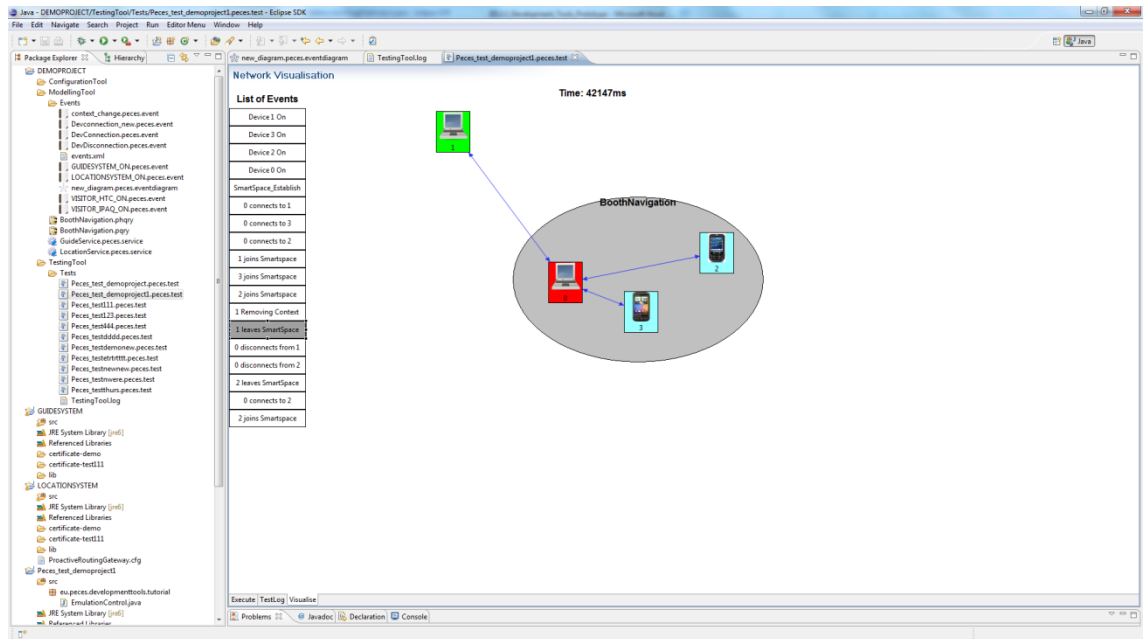 Java - DEMOPROJECT/TestingTool/Tests/Peces_test_demoproject1.peces.test - Eclipse SDK
File Edit Navigate Search Project Run Editor Menu Window Help
Java
Package Explorer
Hierarchy
new_diagram.peces.eventdiagram
TestingTool.log
Peces_test_demoproject1.peces.test
DEMOPROJECT
ConfigurationTool
ModellingTool
Events
context_change.peces.event
Devconnection_new.peces.event
DevConnection.peces.event
DevDisconnection.peces.event
events.xml
GUIDESYSTEM_ON.peces.event
LOCATIONSYSTEM_ON.peces.event
new_diagram.peces.eventdiagram
VISITOR_HTC_ON.peces.event
VISITOR_IPAQ_ON.peces.event
BoothNavigation.phqry
BoothNavigation.pqry
GuideService.peces.service
LocationService.peces.service
TestingTool
Tests
Peces_test_demoproject.peces.test
Peces_test_demoproject1.peces.test
Peces_test111.peces.test
Peces_test123.peces.test
Peces_test444.peces.test
Peces_testdddd.peces.test
Peces_testdemonew.peces.test
Peces_testetrtrtttt.peces.test
Peces_testnewnew.peces.test
Peces_testnwere.peces.test
Peces_testthurs.peces.test
TestingTool.log
GUIDESYSTEM
src
JRE System Library [jre6]
Referenced Libraries
certificate-demo
certificate-test111
lib
LOCATIONSYSTEM
src
JRE System Library [jre6]
Referenced Libraries
certificate-demo
certificate-test111
lib
ProactiveRoutingGateway.cfg
Peces_test_demoproject1
src
eu.peces.developmenttools.tutorial
EmulationControl.java
JRE System Library [jre6]
Referenced Libraries
Network Visualisation
List of Events
Device 1 On
Device 3 On
Device 2 On
Device 0 On
SmartSpace_Establish
0 connects to 1
0 connects to 3
0 connects to 2
1 joins Smartspace
3 joins Smartspace
2 joins Smartspace
1 Removing Context
1 leaves SmartSpace
0 disconnects from 1
0 disconnects from 2
2 leaves SmartSpace
0 connects to 2
2 joins Smartspace
Time: 42147ms
1
BoothNavigation
2
0
3
Execute TestLog Visualise
Problems
Javadoc
Declaration
Console